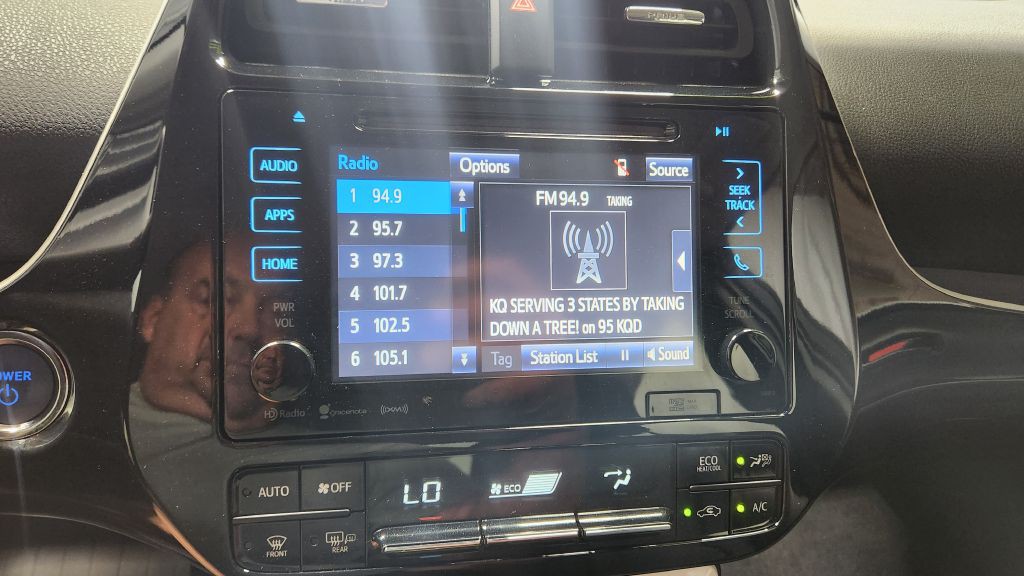 AUDIO
APPS
HOME
PWR
VOL
Radio
Options
Source
1 94.9
2 95.7
3 97.3
4 101.7
5 102.5
6 105.1
FM 94.9 TAKING
KQ SERVING 3 STATES BY TAKING
DOWN A TREE! on 95 KQD
Tag
Station List
Sound
SEEK
TRACK
TUNE
SCROLL
HD Radio
gracenote
POWER
AUTO
OFF
LO
ECO
ECO
HEAT/COOL
FRONT
REAR
A/C